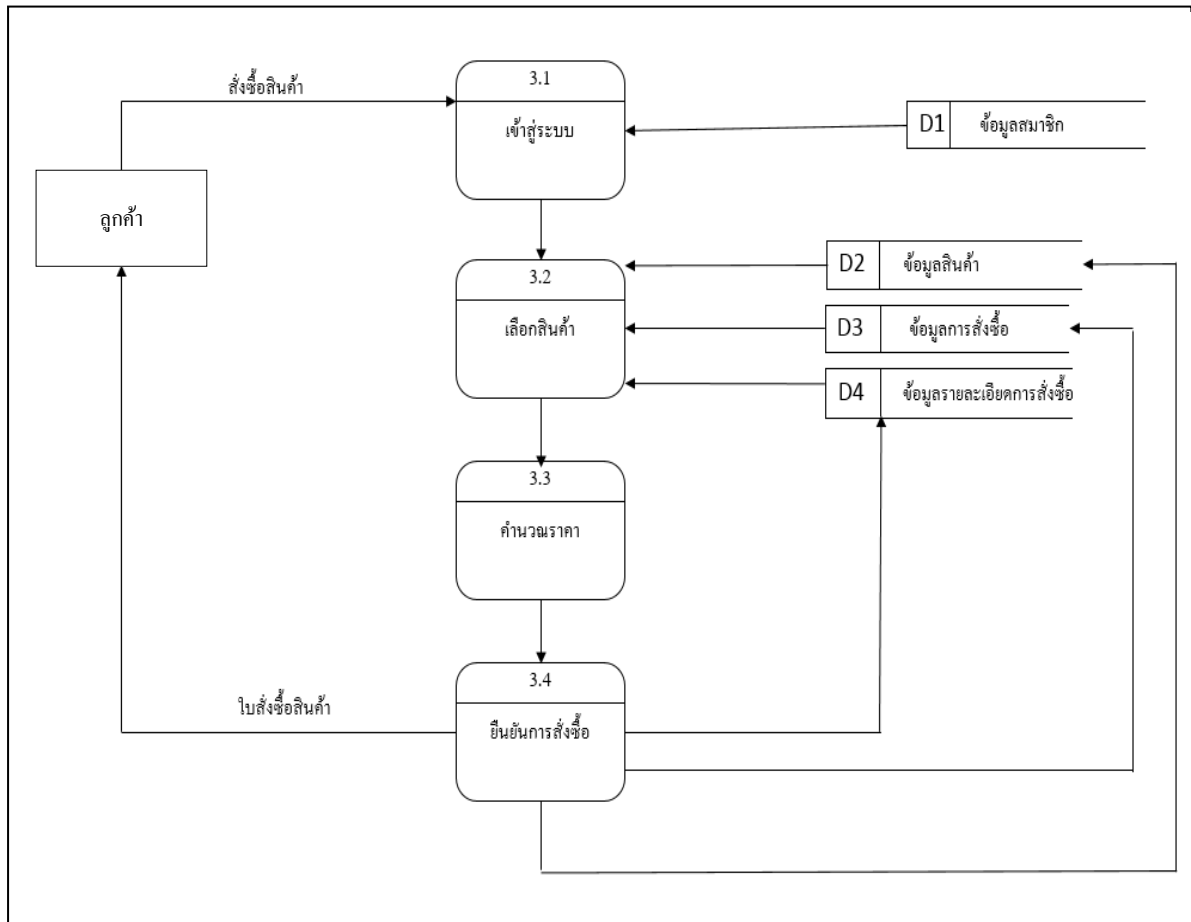 สั่งซื้อสินค้า
3.1
เข้าสู่ระบบ
D1 ข้อมูลสมาชิก
ลูกค้า
3.2
เลือกสินค้า
D2 ข้อมูลสินค้า
D3 ข้อมูลการสั่งซื้อ
D4 ข้อมูลรายละเอียดการสั่งซื้อ
3.3
คำนวณราคา
3.4
ยืนยันการสั่งซื้อ
ใบสั่งซื้อสินค้า